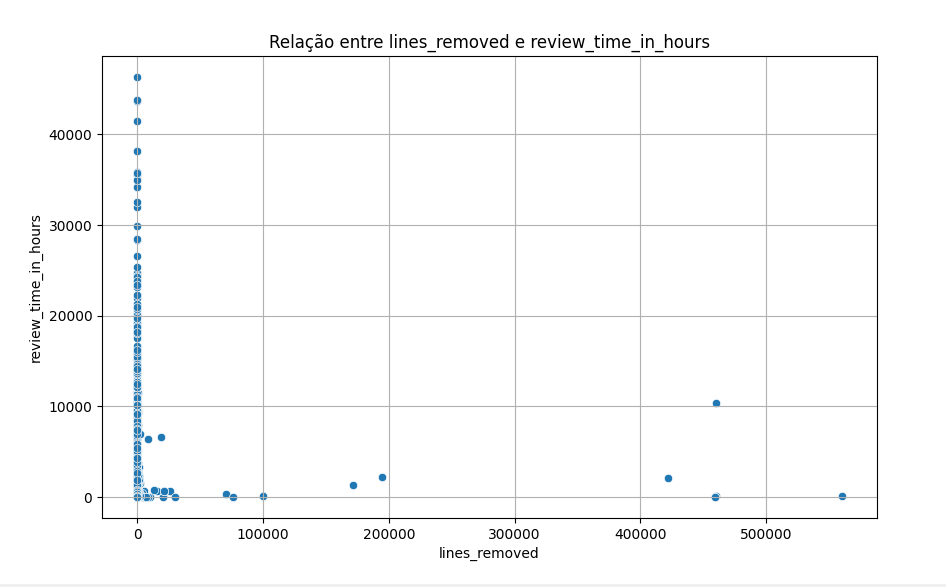 Relação entre lines_removed e review_time_in_hours
review_time_in_hours
40000
30000
20000
10000
0
0 100000 200000 300000 400000 500000
lines_removed